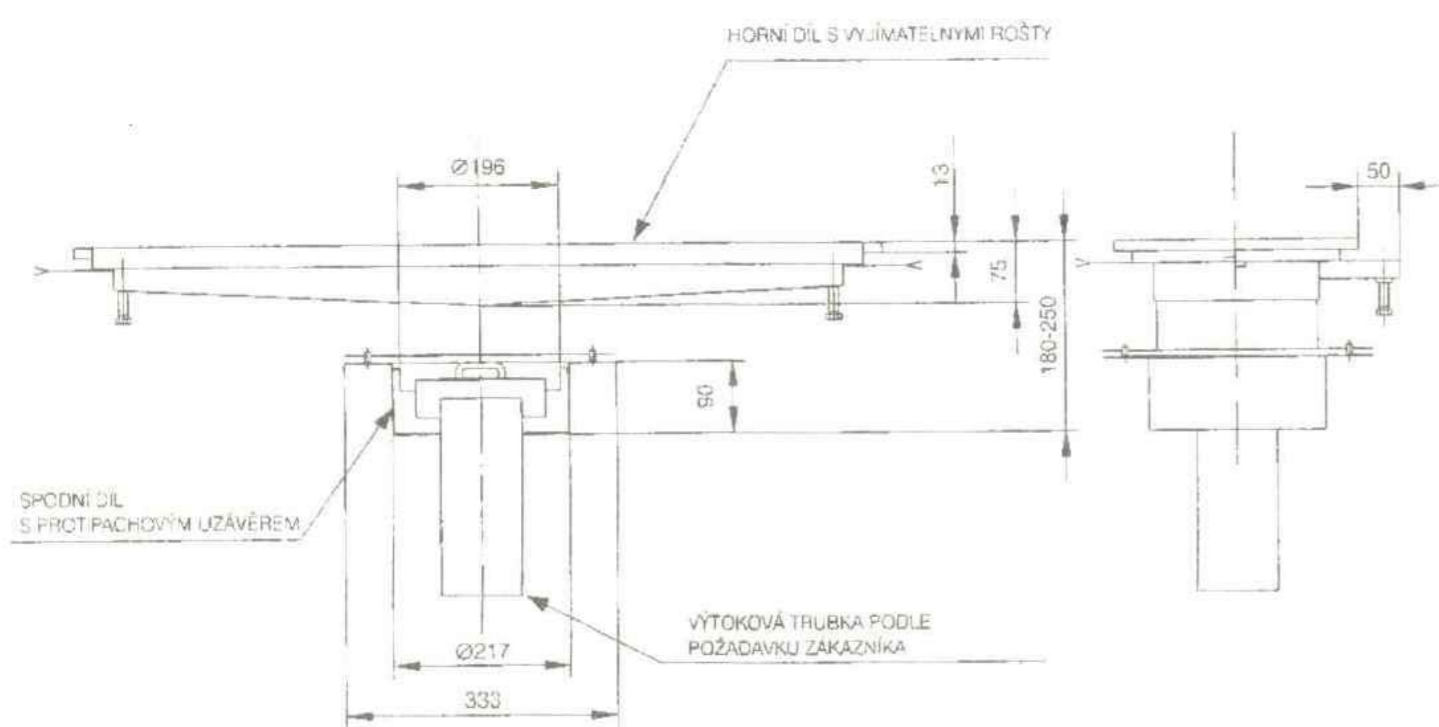 HORNÍ DÍL S VYJÍMATELNYMI ROŠTY
Ø196
13
50
75
180-250
90
SPODNÍ DÍL
S PROTIPACHOVÝM UZÁVĚREM
VÝTOKOVÁ TRUBKA PODLE
POŽADAVKU ZÁKAZNÍKA
Ø217
333